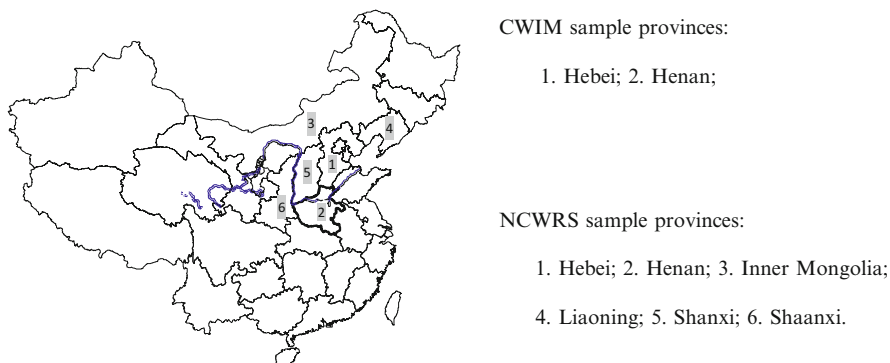 CWIM sample provinces:
1. Hebei; 2. Henan;
NCWRS sample provinces:
1. Hebei; 2. Henan; 3. Inner Mongolia;
4. Liaoning; 5. Shanxi; 6. Shaanxi.
3
4
1
5
6
2